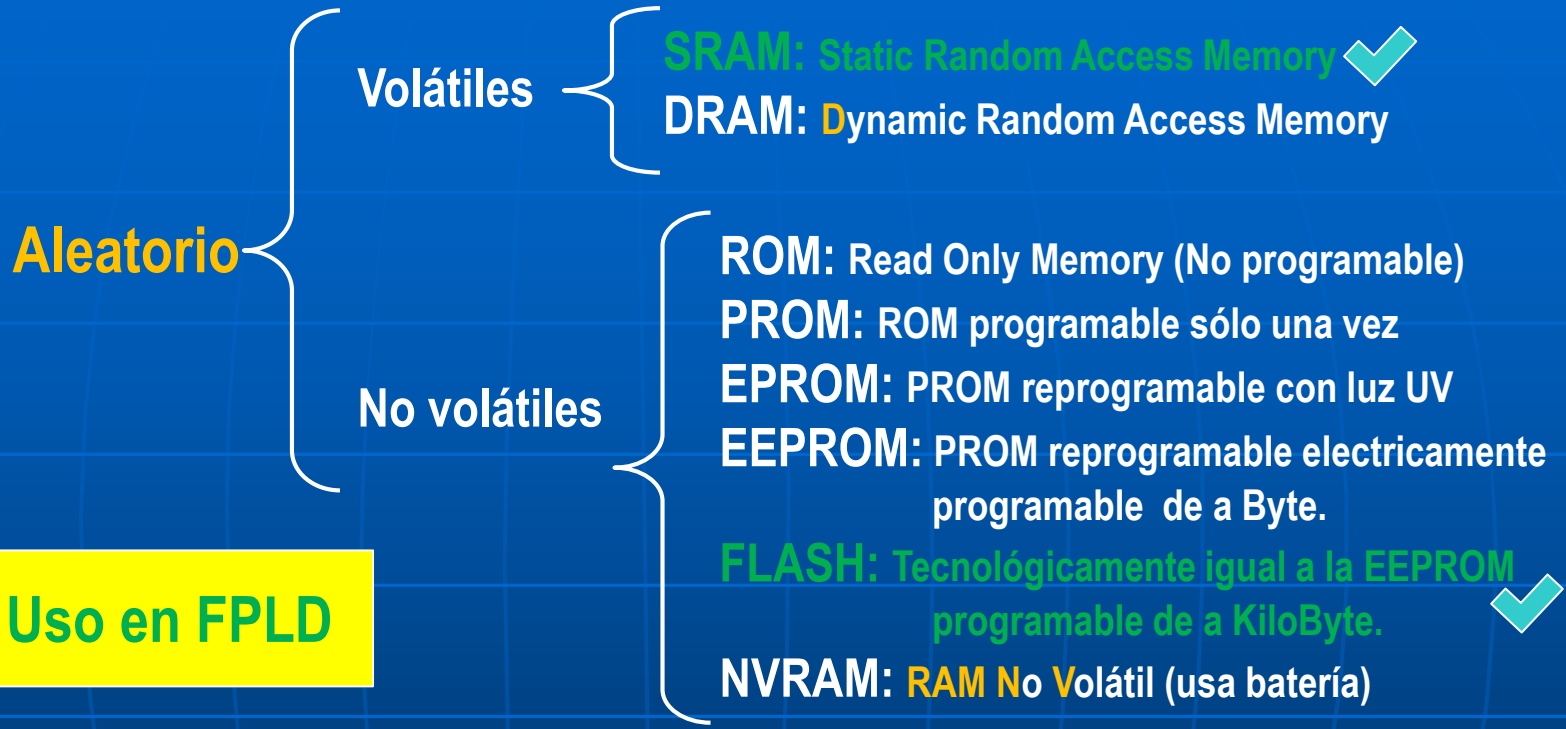 Aleatorio
Volátiles
SRAM: Static Random Access Memory
DRAM: Dynamic Random Access Memory
No volátiles
ROM: Read Only Memory (No programable)
PROM: ROM programable sólo una vez
EPROM: PROM reprogramable con luz UV
EEPROM: PROM reprogramable electricamente
programable de a Byte.
FLASH: Tecnológicamente igual a la EEPROM
programable de a KiloByte.
NVRAM: RAM No Volátil (usa batería)
Uso en FPLD